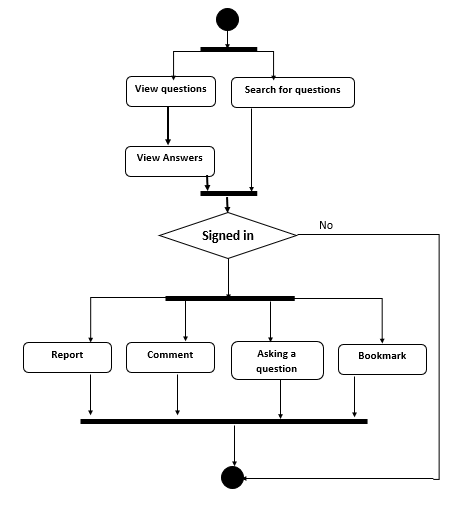 View questions
Search for questions
View Answers
Signed in
No
Report
Comment
Asking a
question
Bookmark